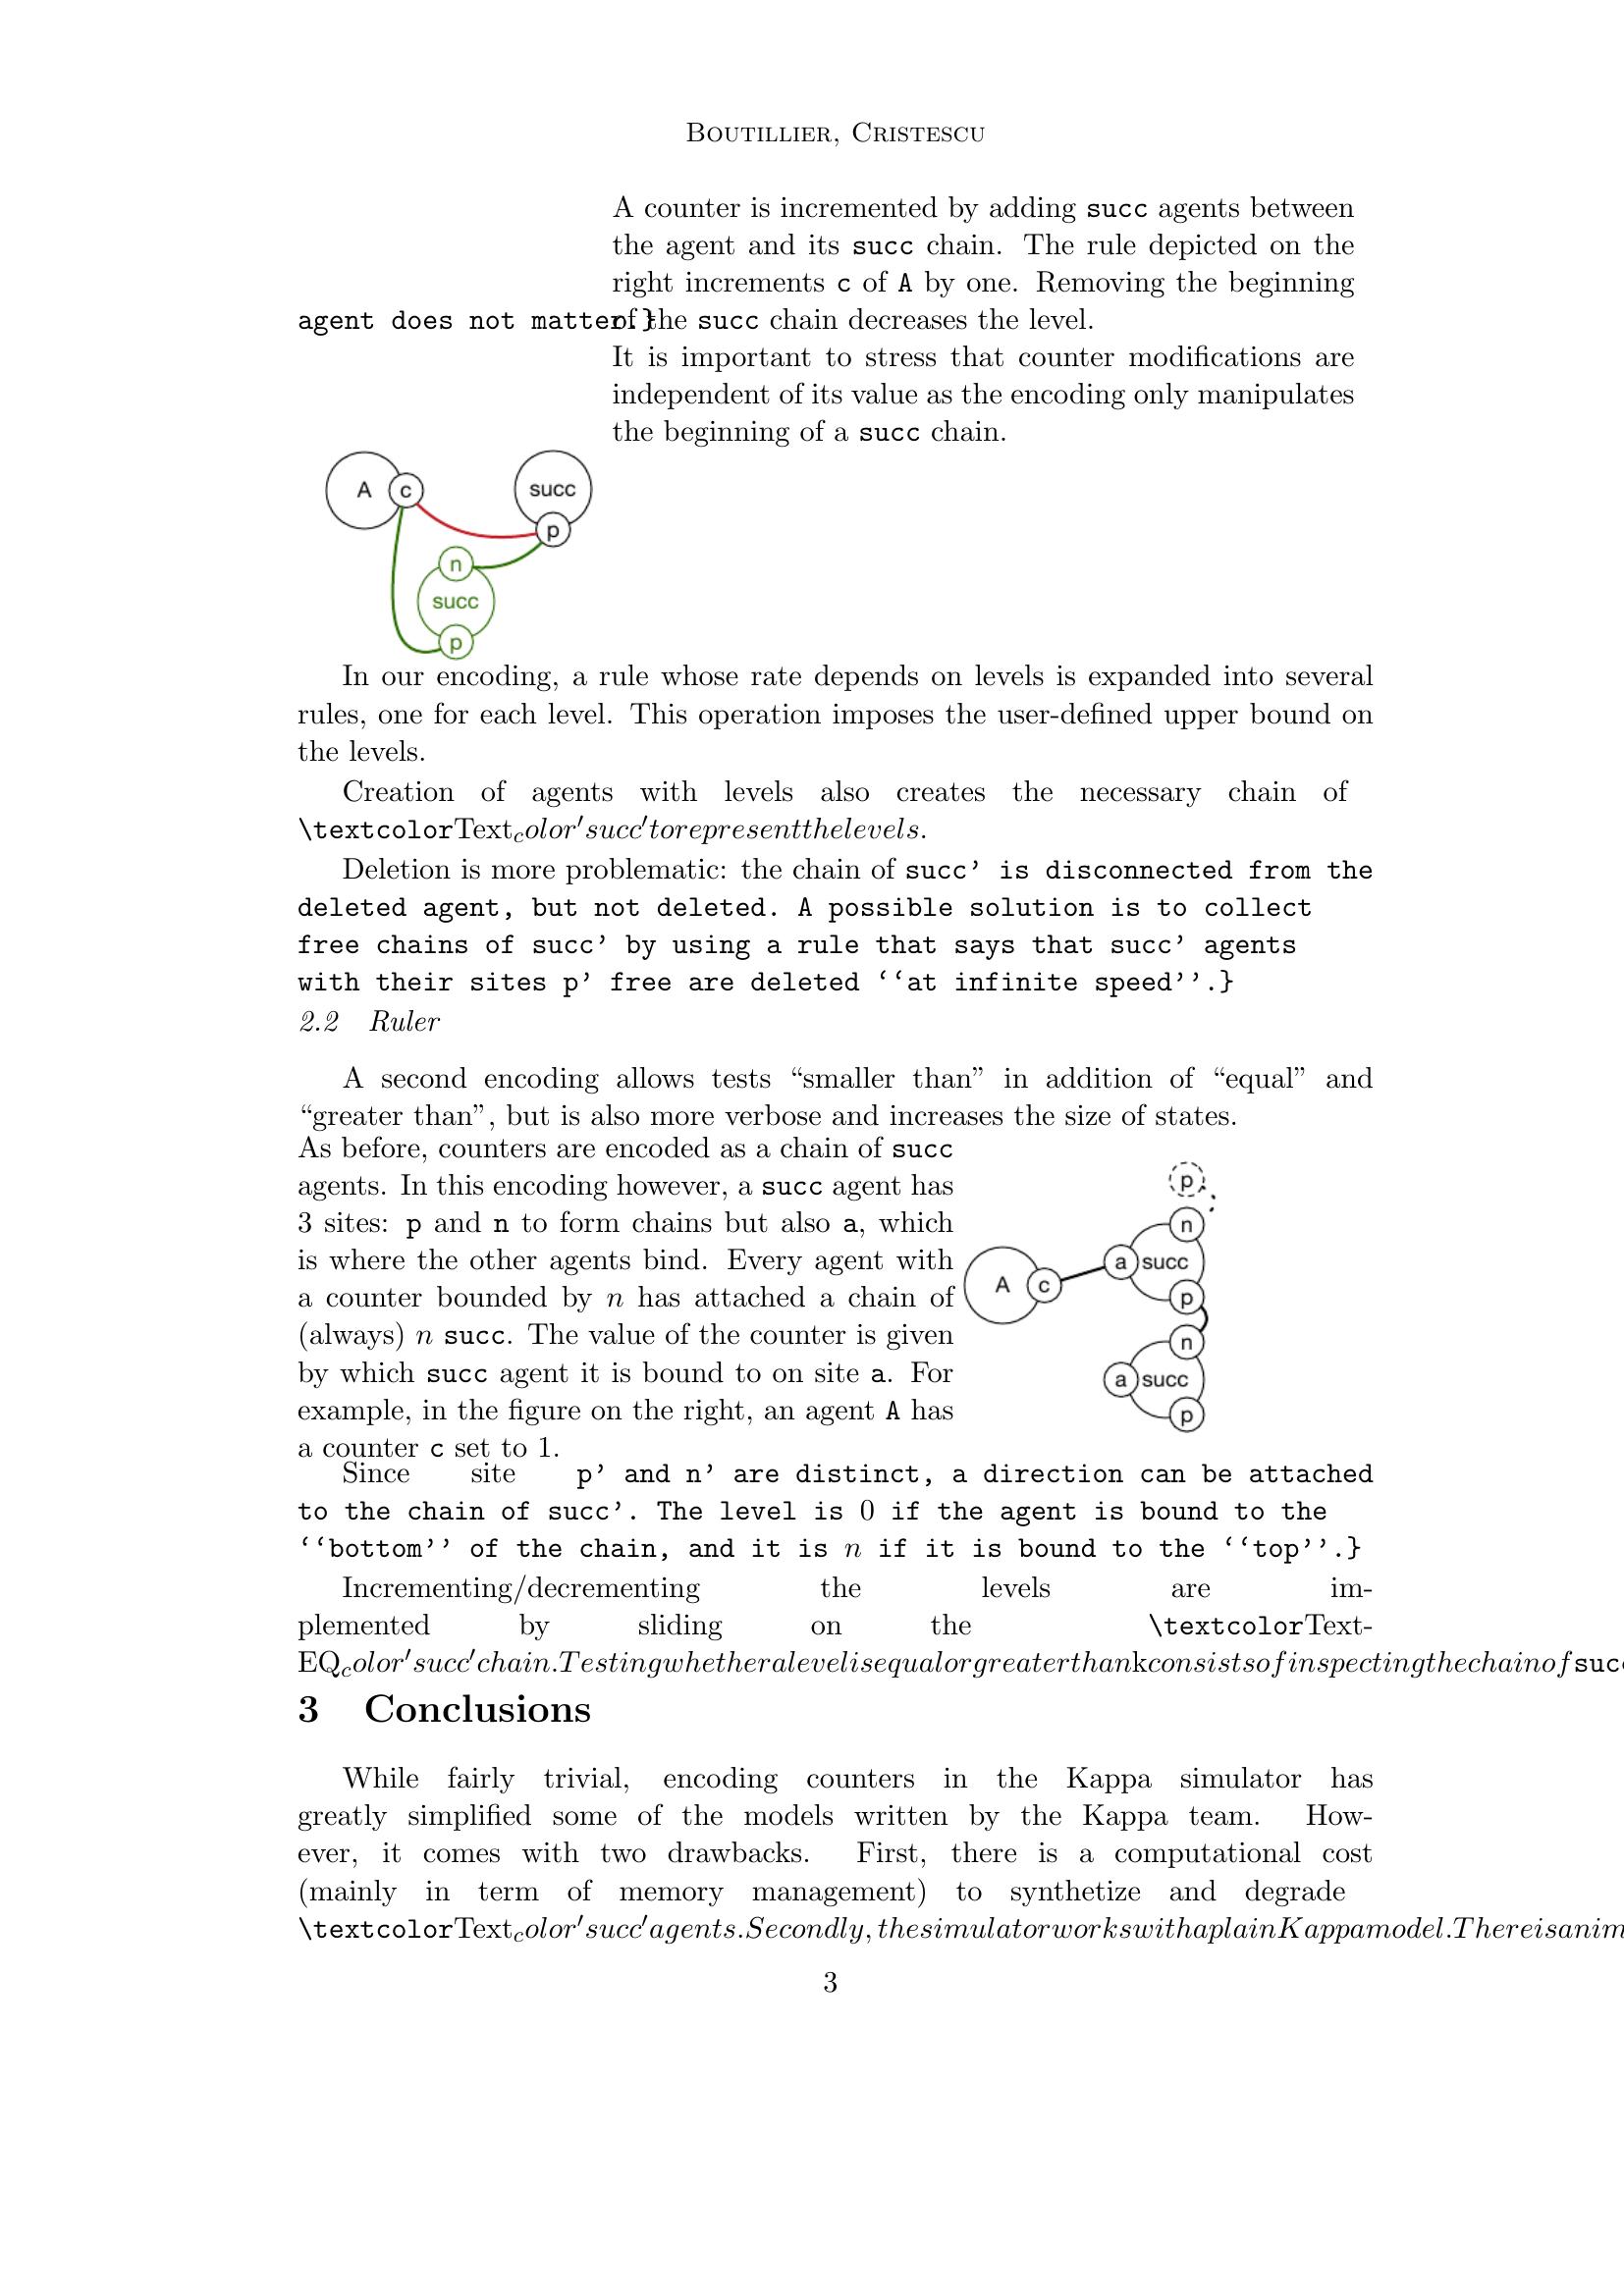 BOUTILLIER, CRISTESCU
A counter is incremented by adding succ agents between
the agent and its succ chain. The rule depicted on the
right increments c of A by one. Removing the beginning
agent does not matter.}
of the succ chain decreases the level.
It is important to stress that counter modifications are
independent of its value as the encoding only manipulates
the beginning of a succ chain.
A c succ
p
n
succ
p
In our encoding, a rule whose rate depends on levels is expanded into several
rules, one for each level. This operation imposes the user-defined upper bound on
the levels.
Creation of agents with levels also creates the necessary chain of
\textcolorText_color'succ'torepresentthelevels.
Deletion is more problematic: the chain of succ' is disconnected from the
deleted agent, but not deleted. A possible solution is to collect
free chains of succ' by using a rule that says that succ' agents
with their sites p' free are deleted ‘‘at infinite speed’’.}
2.2 Ruler
A second encoding allows tests “smaller than” in addition of “equal” and
“greater than”, but is also more verbose and increases the size of states.
As before, counters are encoded as a chain of succ
agents. In this encoding however, a succ agent has
3 sites: p and n to form chains but also a, which
is where the other agents bind. Every agent with
a counter bounded by n has attached a chain of
(always) n succ. The value of the counter is given
by which succ agent it is bound to on site a. For
example, in the figure on the right, an agent A has
a counter c set to 1.
p
n
a succ
A c
p
n
a succ
p
Since site p' and n' are distinct, a direction can be attached
to the chain of succ'. The level is 0 if the agent is bound to the
‘‘bottom’’ of the chain, and it is n if it is bound to the ‘‘top’’.}
Incrementing/decrementing the levels are im-
plemented by sliding on the \textcolorText-
EQ_color'succ'chain.Testingwhetheralevelisequalorgreaterthankconsistsofinspectingthechainofsuc
3 Conclusions
While fairly trivial, encoding counters in the Kappa simulator has
greatly simplified some of the models written by the Kappa team. How-
ever, it comes with two drawbacks. First, there is a computational cost
(mainly in term of memory management) to synthetize and degrade
\textcolorText_color'succ'agents.Secondly,thesimulatorworkswithaplainKappamodel.Thereisanim
3